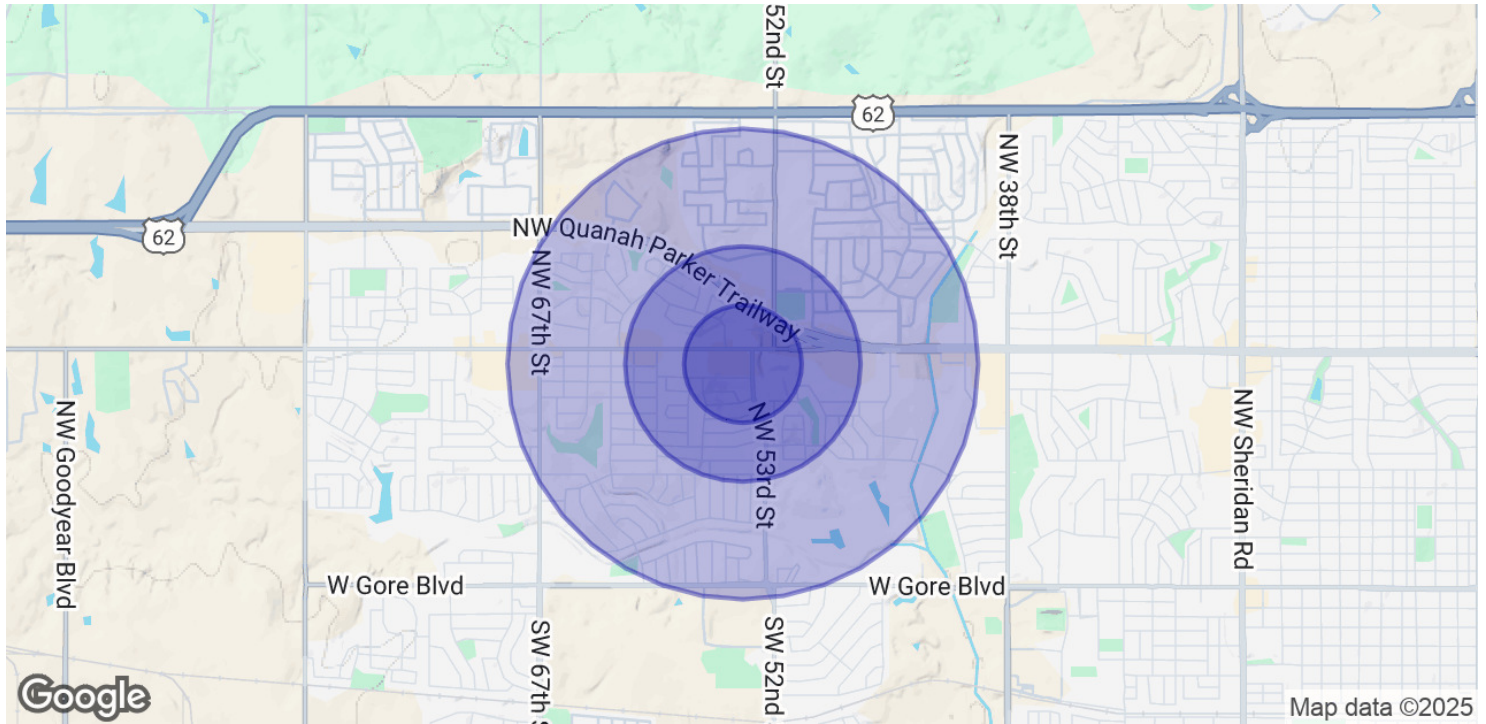 52nd St
62
NW 38th St
62
NW Quanah Parker Trailway
NW 67th St
NW Goodyear Blvd
NW 53rd St
NW Sheridan Rd
W Gore Blvd
W Gore Blvd
SW 67th S
SW 52nd
Google
Map data ©2025